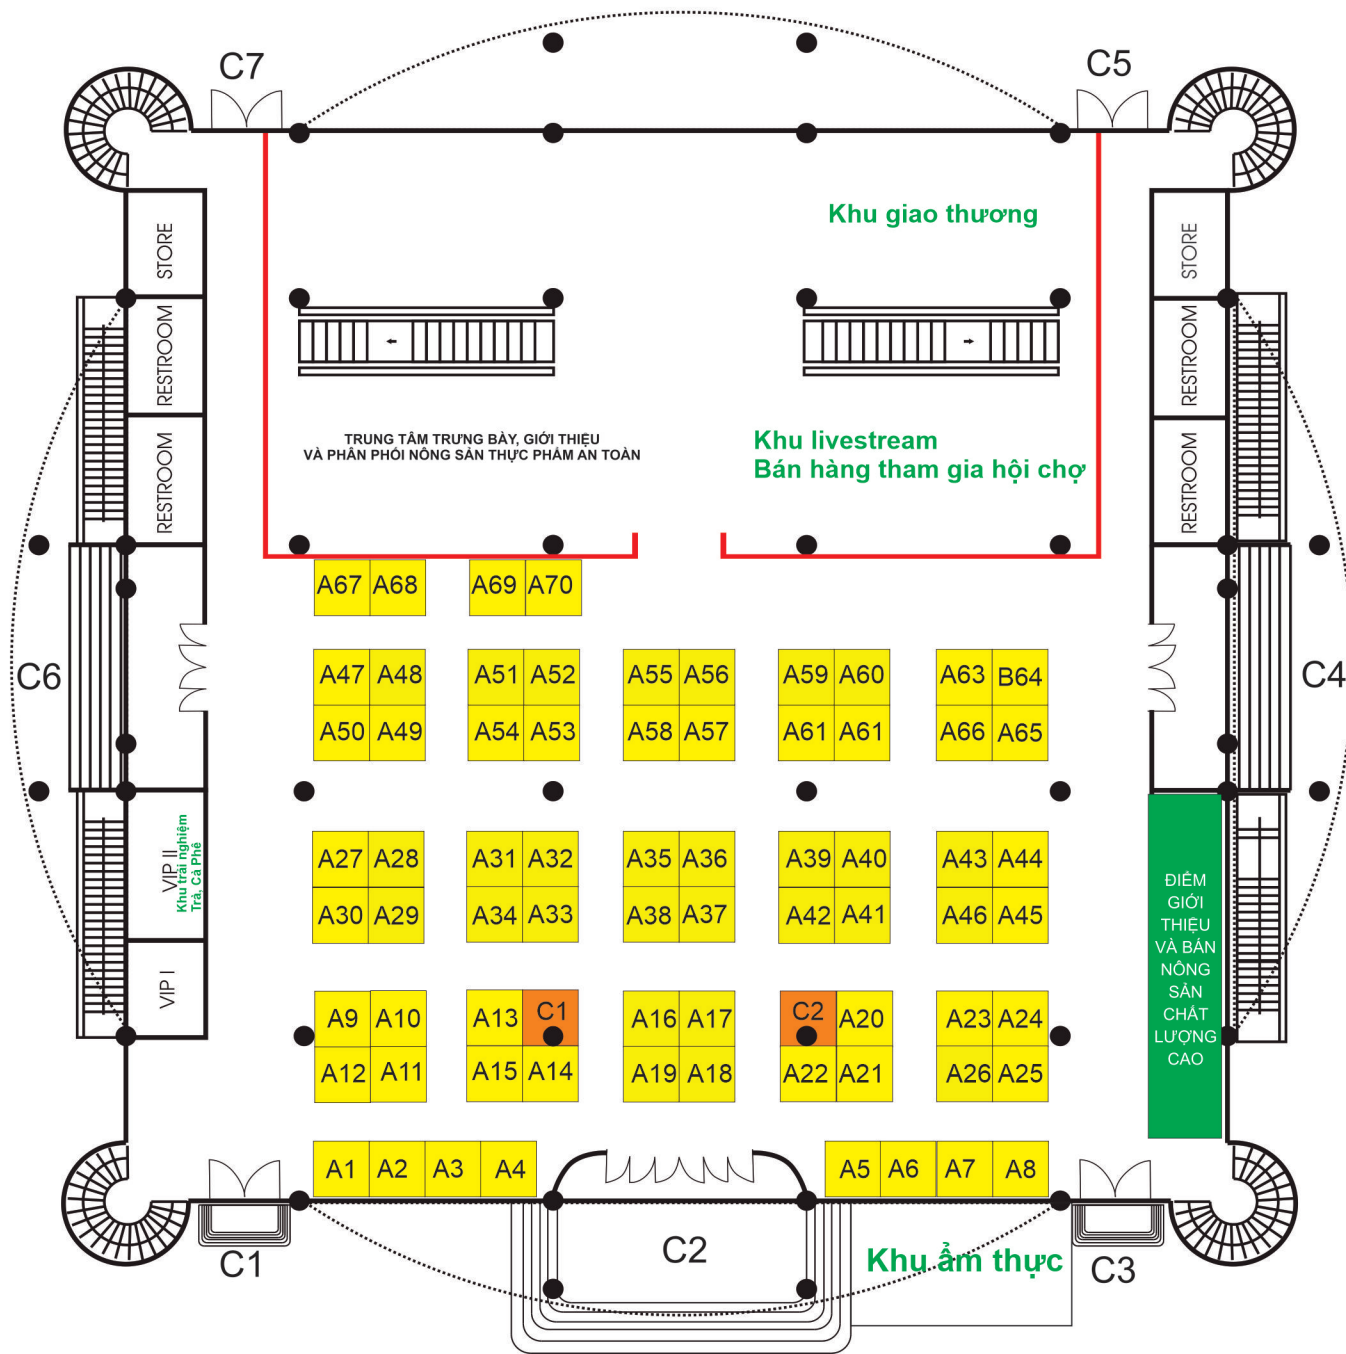 C7
C5
Khu giao thương
STORE
STORE
RESTROOM
RESTROOM
TRUNG TÂM TRƯNG BÀY, GIỚI THIỆU
VÀ PHÂN PHỐI NÔNG SẢN THỰC PHẨM AN TOÀN
Khu livestream
Bán hàng tham gia hội chợ
RESTROOM
RESTROOM
A67 A68 A69 A70
C6
A47 A48 A51 A52 A55 A56 A59 A60 A63 B64
C4
A50 A49 A54 A53 A58 A57 A61 A61 A66 A65
VIP II
Khu trải nghiệm
Trà, Cà Phê
A27 A28 A31 A32 A35 A36 A39 A40 A43 A44
A30 A29 A34 A33 A38 A37 A42 A41 A46 A45
ĐIỂM
GIỚI
THIỆU
VÀ BÁN
NÔNG
SẢN
CHẤT
LƯỢNG
CAO
VIP I
A9 A10 A13 C1 A16 A17 C2 A20 A23 A24
A12 A11 A15 A14 A19 A18 A22 A21 A26 A25
A1 A2 A3 A4 A5 A6 A7 A8
C1
C2
Khu ẩm thực
C3